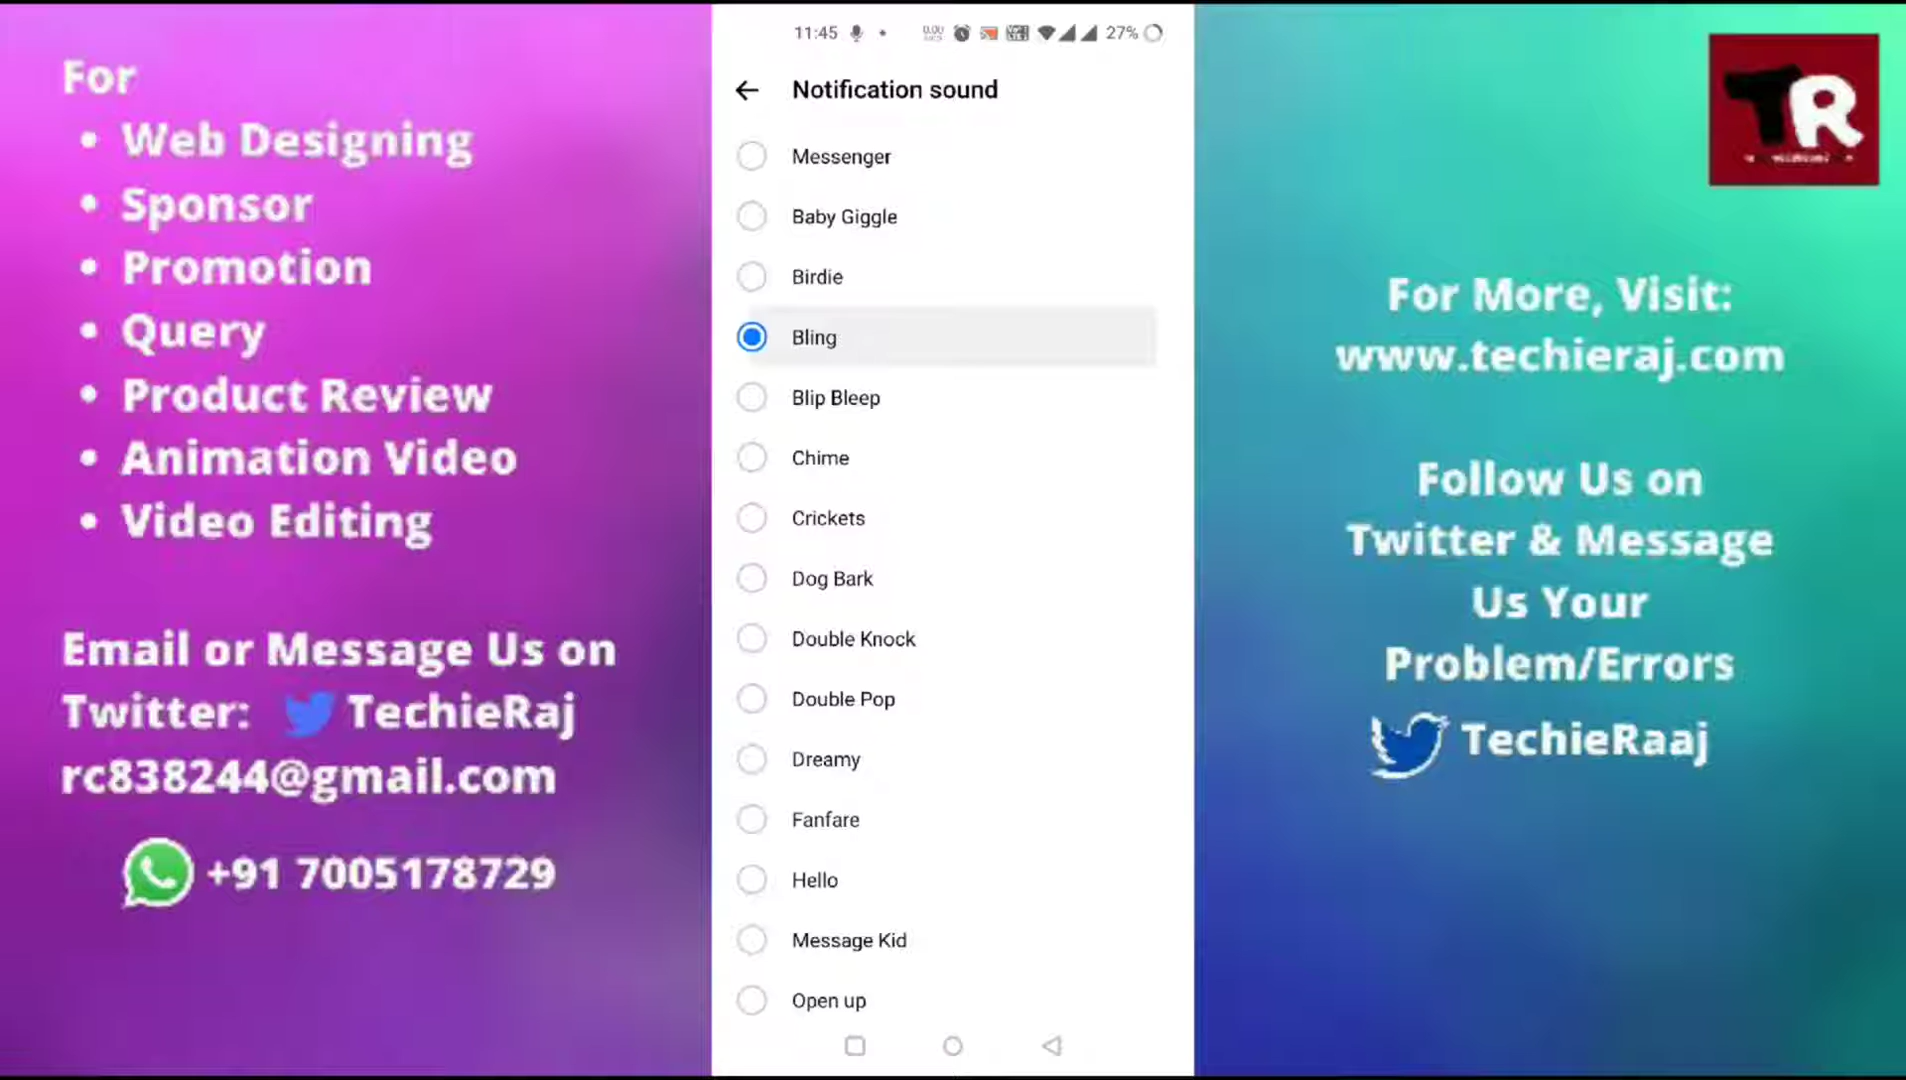 For
• Web Designing
• Sponsor
• Promotion
• Query
• Product Review
• Animation Video
• Video Editing
Email or Message Us on
Twitter: TechieRaj
rc838244@gmail.com
+91 7005178729
11:45
27%
Notification sound
Messenger
Baby Giggle
Birdie
Bling
Blip Bleep
Chime
Crickets
Dog Bark
Double Knock
Double Pop
Dreamy
Fanfare
Hello
Message Kid
Open up
TR
For More, Visit:
www.techieraj.com
Follow Us on
Twitter & Message
Us Your
Problem/Errors
TechieRaaj